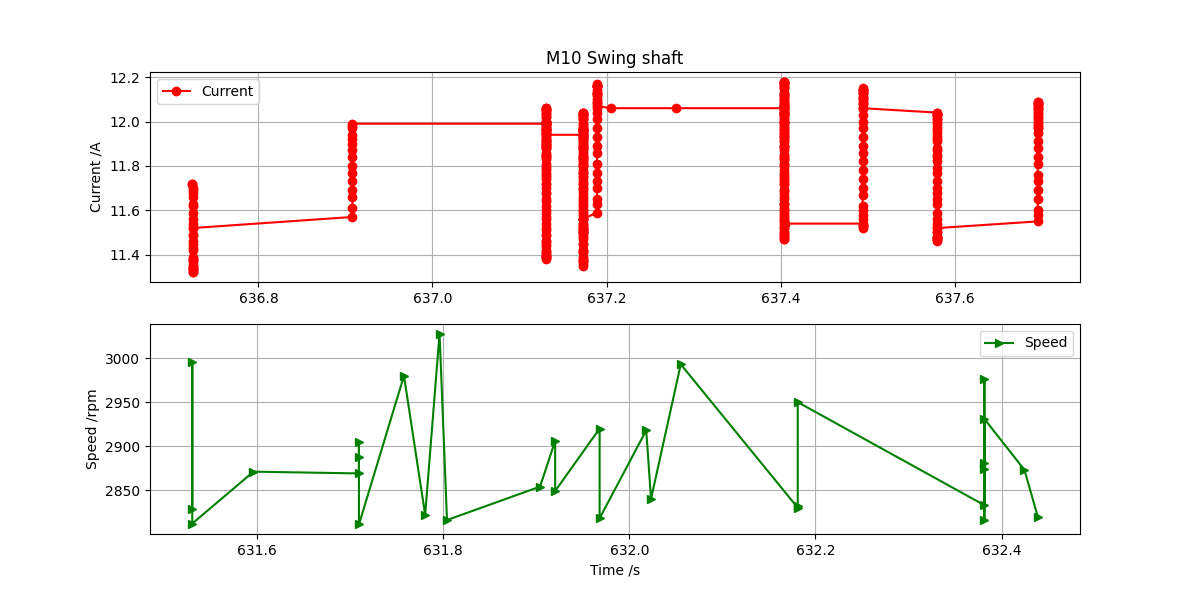 M10 Swing shaft
Current /A
12.2
12.0
11.8
11.6
11.4
Current
636.8 637.0 637.2 637.4 637.6
Speed /rpm
3000
2950
2900
2850
Speed
631.6 631.8 632.0 632.2 632.4
Time /s